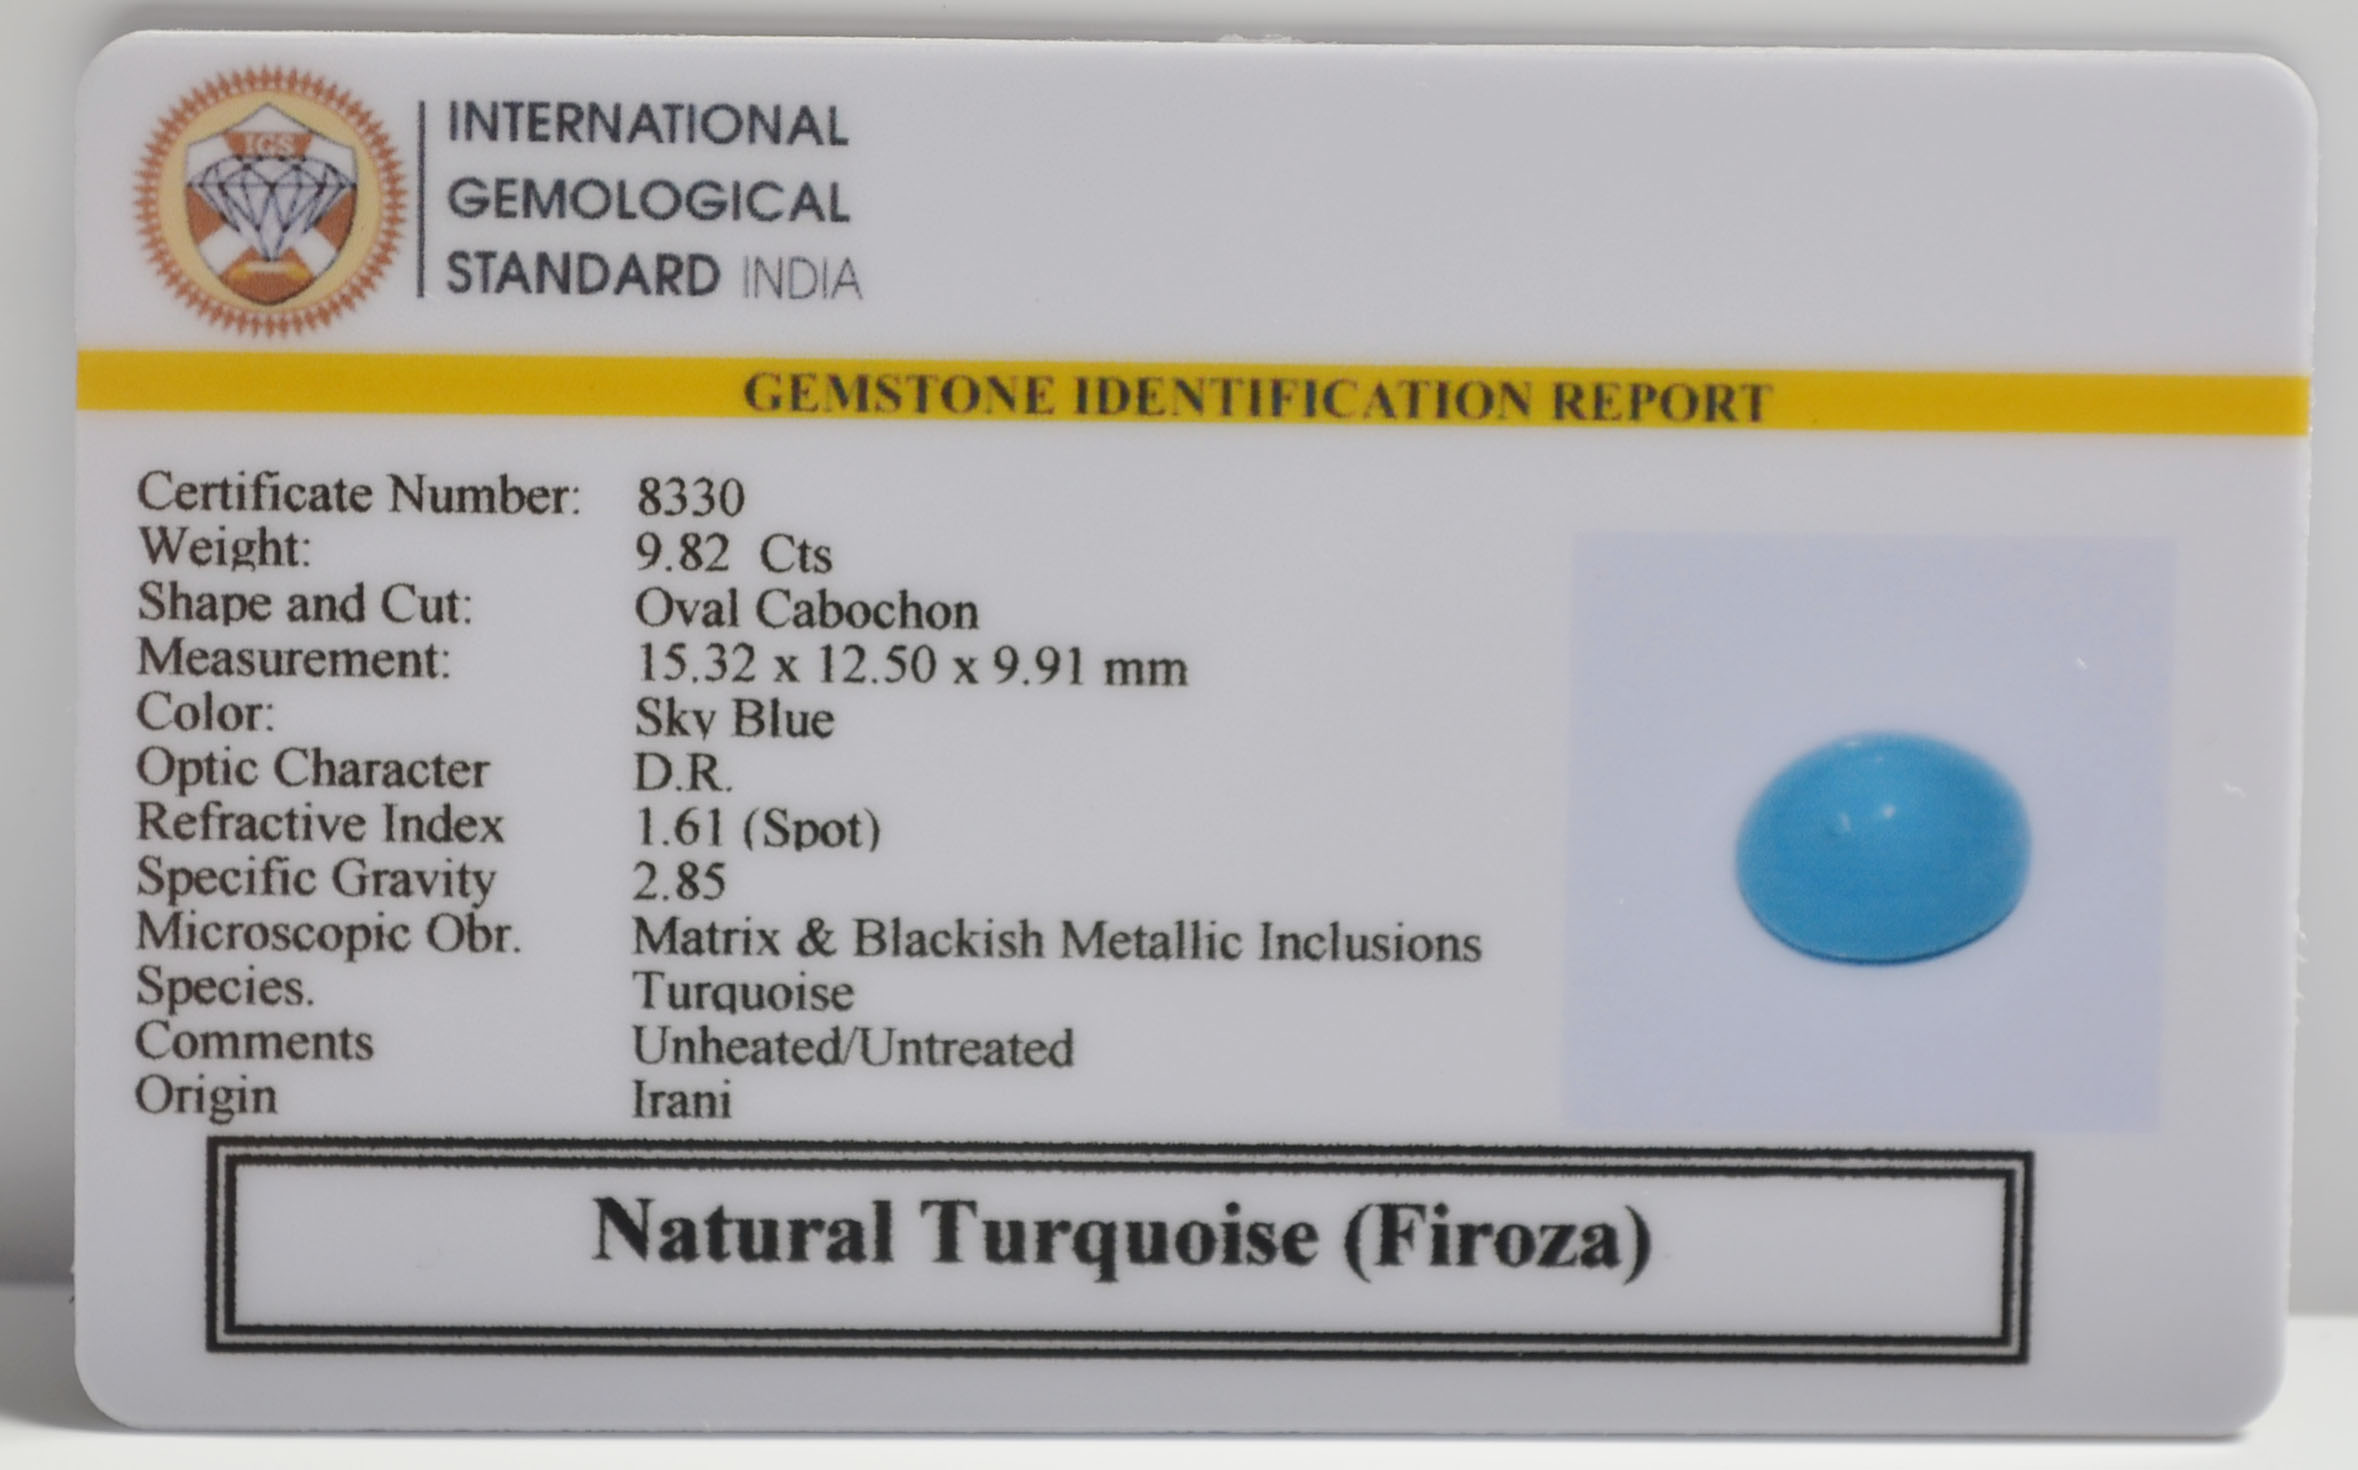 IGS
INTERNATIONAL
GEMOLOGICAL
STANDARD INDIA
GEMSTONE IDENTIFICATION REPORT
Certificate Number: 8330
Weight: 9.82 Cts
Shape and Cut: Oval Cabochon
Measurement: 15.32 x 12.50 x 9.91 mm
Color: Sky Blue
Optic Character D.R.
Refractive Index 1.61 (Spot)
Specific Gravity 2.85
Microscopic Obr. Matrix & Blackish Metallic Inclusions
Species. Turquoise
Comments Unheated/Untreated
Origin Irani
Natural Turquoise (Firoza)